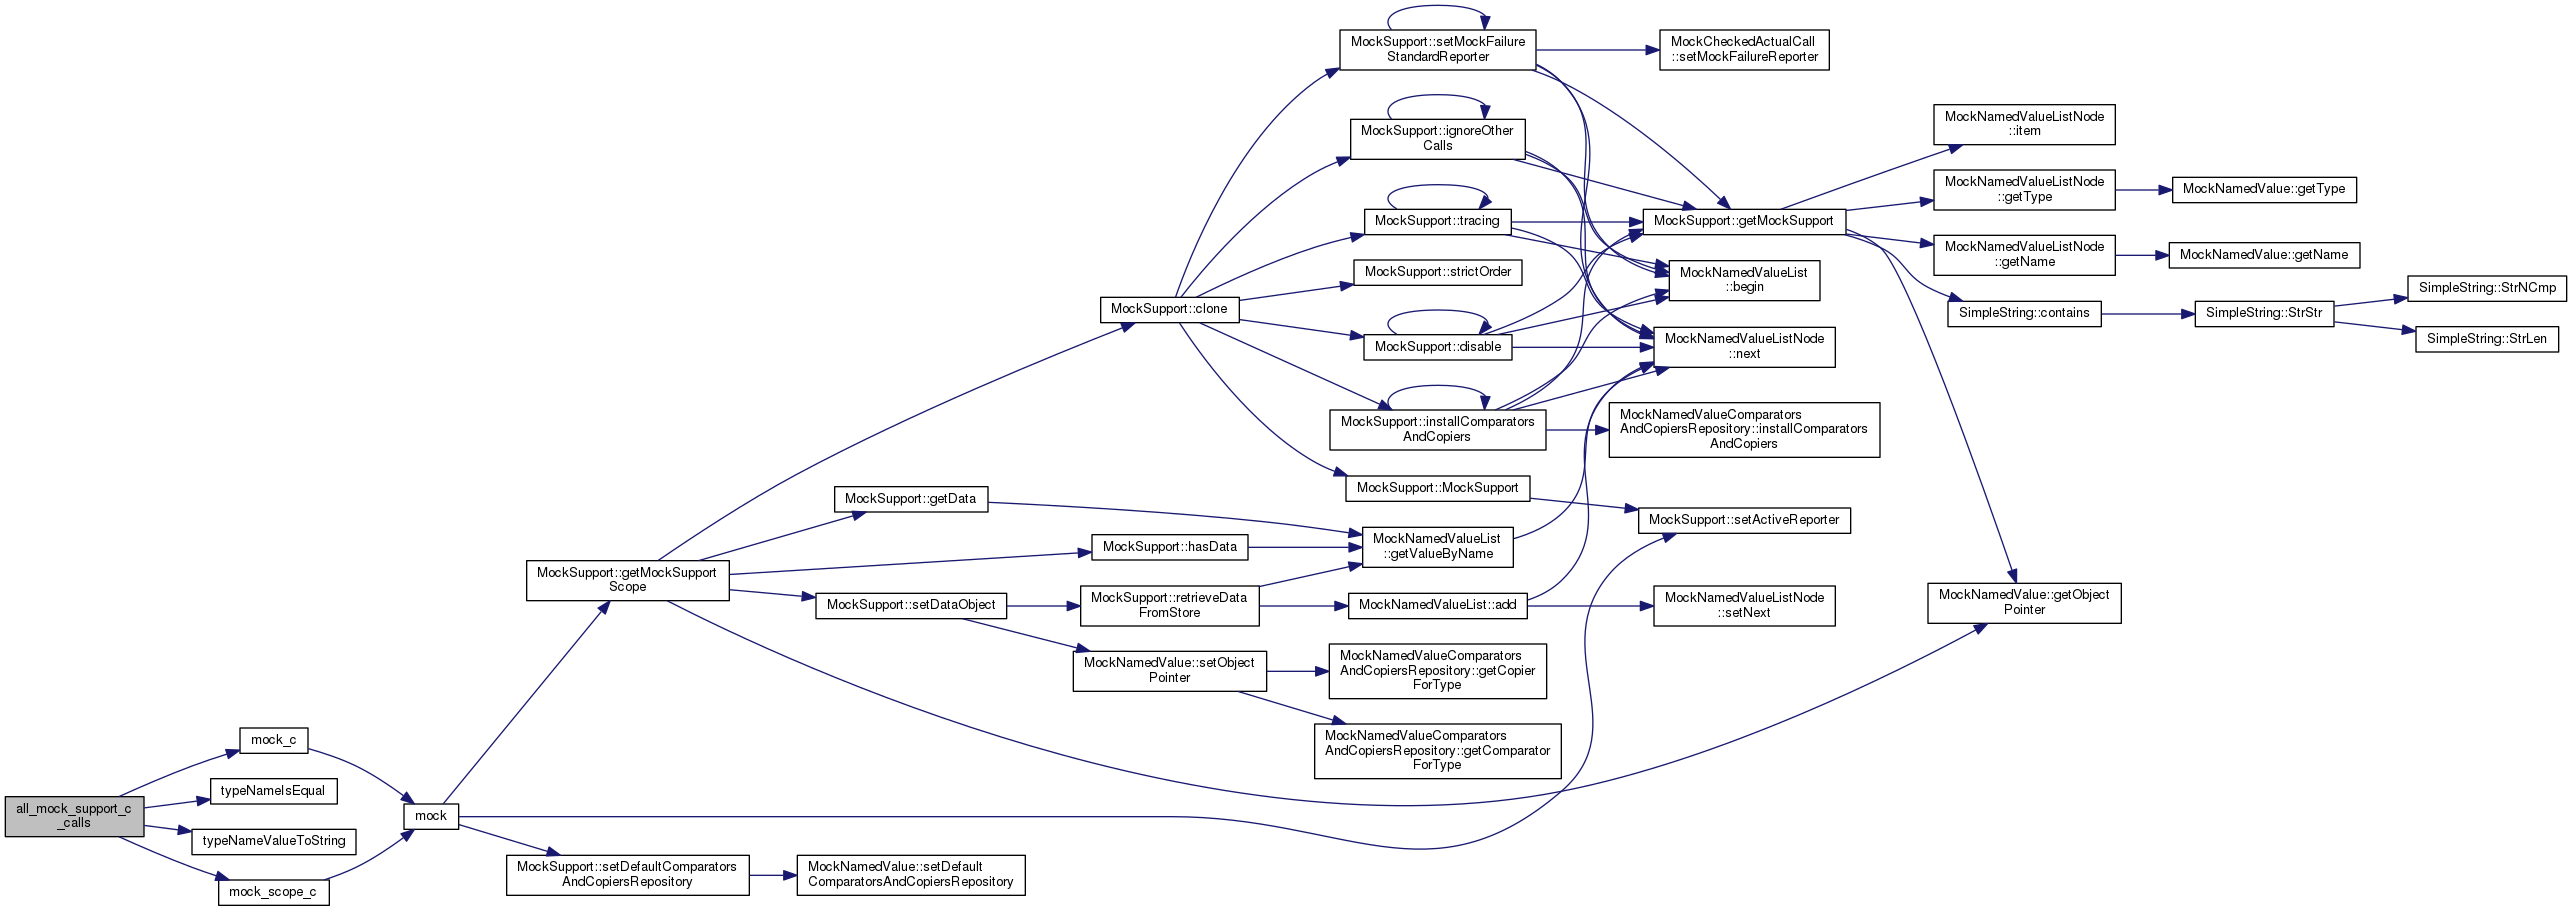 all_mock_support_c
_calls
mock_c
typeNameIsEqual
typeNameValueToString
mock_scope_c
mock
MockSupport::getMockSupport
Scope
MockSupport::setDefaultComparators
AndCopiersRepository
MockNamedValue::setDefault
ComparatorsAndCopiersRepository
MockSupport::getData
MockSupport::hasData
MockSupport::setDataObject
MockSupport::retrieveData
FromStore
MockNamedValue::setObject
Pointer
MockSupport::clone
MockSupport::setMockFailure
StandardReporter
MockSupport::ignoreOther
Calls
MockSupport::tracing
MockSupport::strictOrder
MockSupport::disable
MockSupport::installComparators
AndCopiers
MockSupport::MockSupport
MockNamedValueList
::getValueByName
MockNamedValueList::add
MockNamedValueComparators
AndCopiersRepository::getCopier
ForType
MockNamedValueComparators
AndCopiersRepository::getComparator
ForType
MockCheckedActualCall
::setMockFailureReporter
MockSupport::getMockSupport
MockNamedValueList
::begin
MockNamedValueListNode
::next
MockNamedValueComparators
AndCopiersRepository::installComparators
AndCopiers
MockSupport::setActiveReporter
MockNamedValueListNode
::setNext
MockNamedValueListNode
::item
MockNamedValueListNode
::getType
MockNamedValueListNode
::getName
SimpleString::contains
MockNamedValue::getObject
Pointer
MockNamedValue::getType
MockNamedValue::getName
SimpleString::StrStr
SimpleString::StrNCmp
SimpleString::StrLen